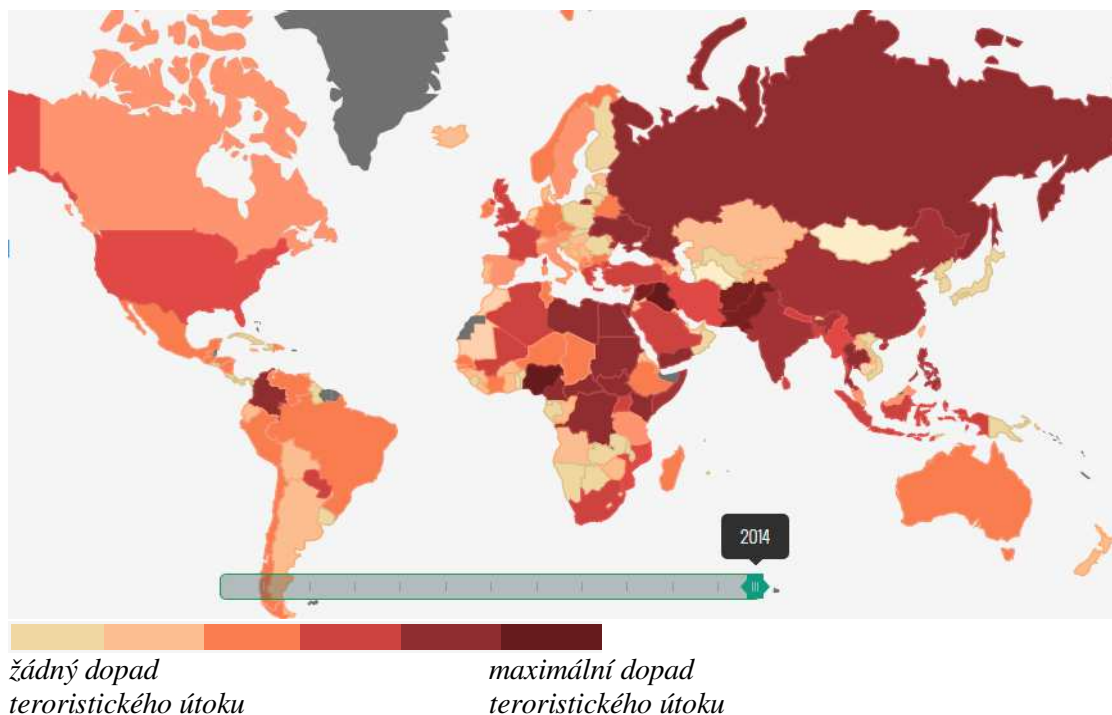 2014
žádný dopad
teroristického útoku
maximální dopad
teroristického útoku